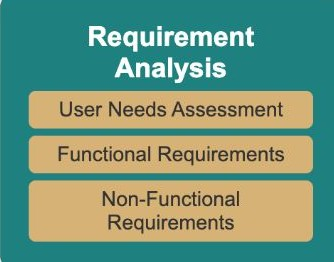 Requirement
Analysis
User Needs Assessment
Functional Requirements
Non-Functional
Requirements